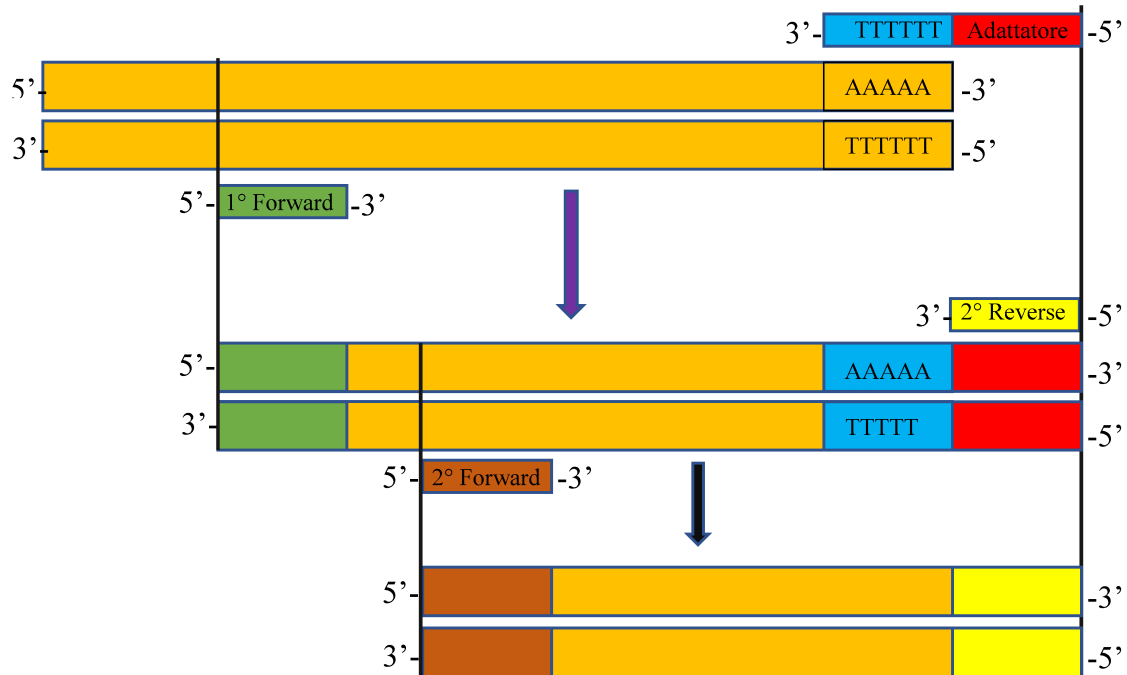 3’- TTTTTT Adattatore -5’
5’- AAAAA -3’
3’- TTTTTT -5’
5’- 1° Forward -3’
3’- 2° Reverse -5’
5’- AAAAA -3’
3’- TTTTT -5’
5’- 2° Forward -3’
5’- -3’
3’- -5’